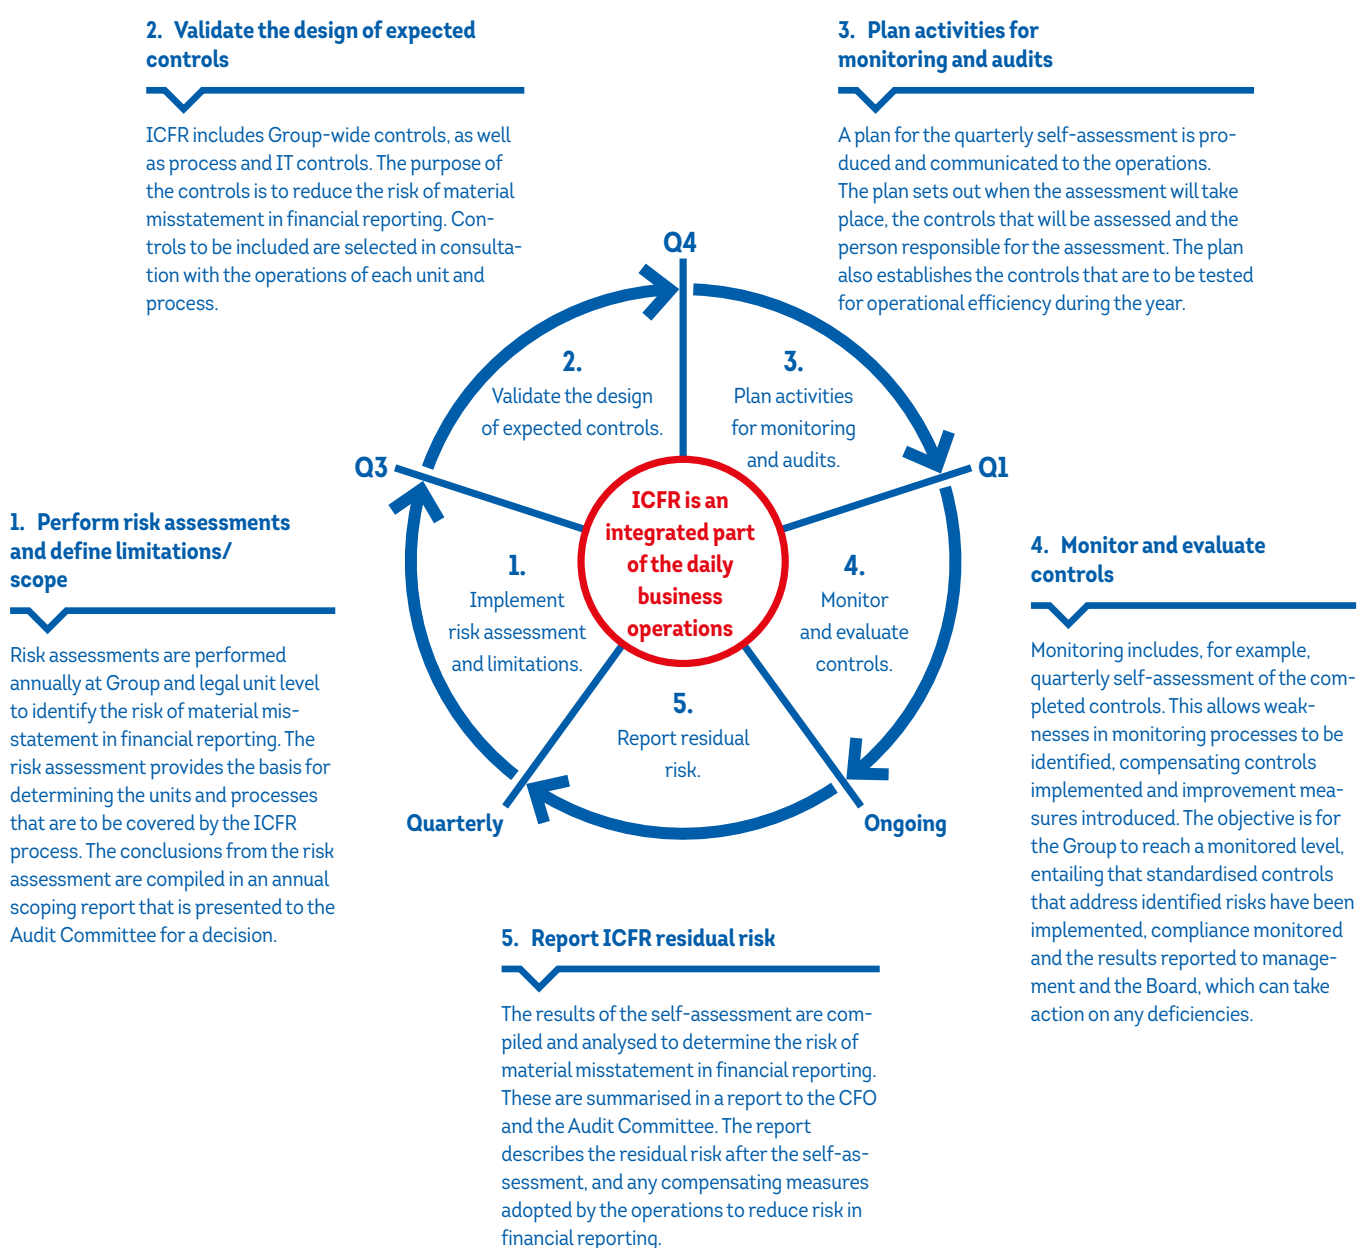 2. Validate the design of expected
controls
ICFR includes Group-wide controls, as well
as process and IT controls. The purpose of
the controls is to reduce the risk of material
misstatement in financial reporting. Con-
trols to be included are selected in consulta-
tion with the operations of each unit and
process.
3. Plan activities for
monitoring and audits
A plan for the quarterly self-assessment is pro-
duced and communicated to the operations.
The plan sets out when the assessment will take
place, the controls that will be assessed and the
person responsible for the assessment. The plan
also establishes the controls that are to be tested
for operational efficiency during the year.
Q4
2.
Validate the design
of expected controls.
3.
Plan activities
for monitoring
and audits.
Q3
Q1
ICFR is an
integrated part
of the daily
business
operations
1.
Implement
risk assessment
and limitations.
4.
Monitor
and evaluate
controls.
5.
Report residual
risk.
Quarterly
Ongoing
1. Perform risk assessments
and define limitations/
scope
Risk assessments are performed
annually at Group and legal unit level
to identify the risk of material mis-
statement in financial reporting. The
risk assessment provides the basis for
determining the units and processes
that are to be covered by the ICFR
process. The conclusions from the risk
assessment are compiled in an annual
scoping report that is presented to the
Audit Committee for a decision.
4. Monitor and evaluate
controls
Monitoring includes, for example,
quarterly self-assessment of the com-
pleted controls. This allows weak-
nesses in monitoring processes to be
identified, compensating controls
implemented and improvement mea-
sures introduced. The objective is for
the Group to reach a monitored level,
entailing that standardised controls
that address identified risks have been
implemented, compliance monitored
and the results reported to manage-
ment and the Board, which can take
action on any deficiencies.
5. Report ICFR residual risk
The results of the self-assessment are com-
piled and analysed to determine the risk of
material misstatement in financial reporting.
These are summarised in a report to the CFO
and the Audit Committee. The report
describes the residual risk after the self-as-
sessment, and any compensating measures
adopted by the operations to reduce risk in
financial reporting.